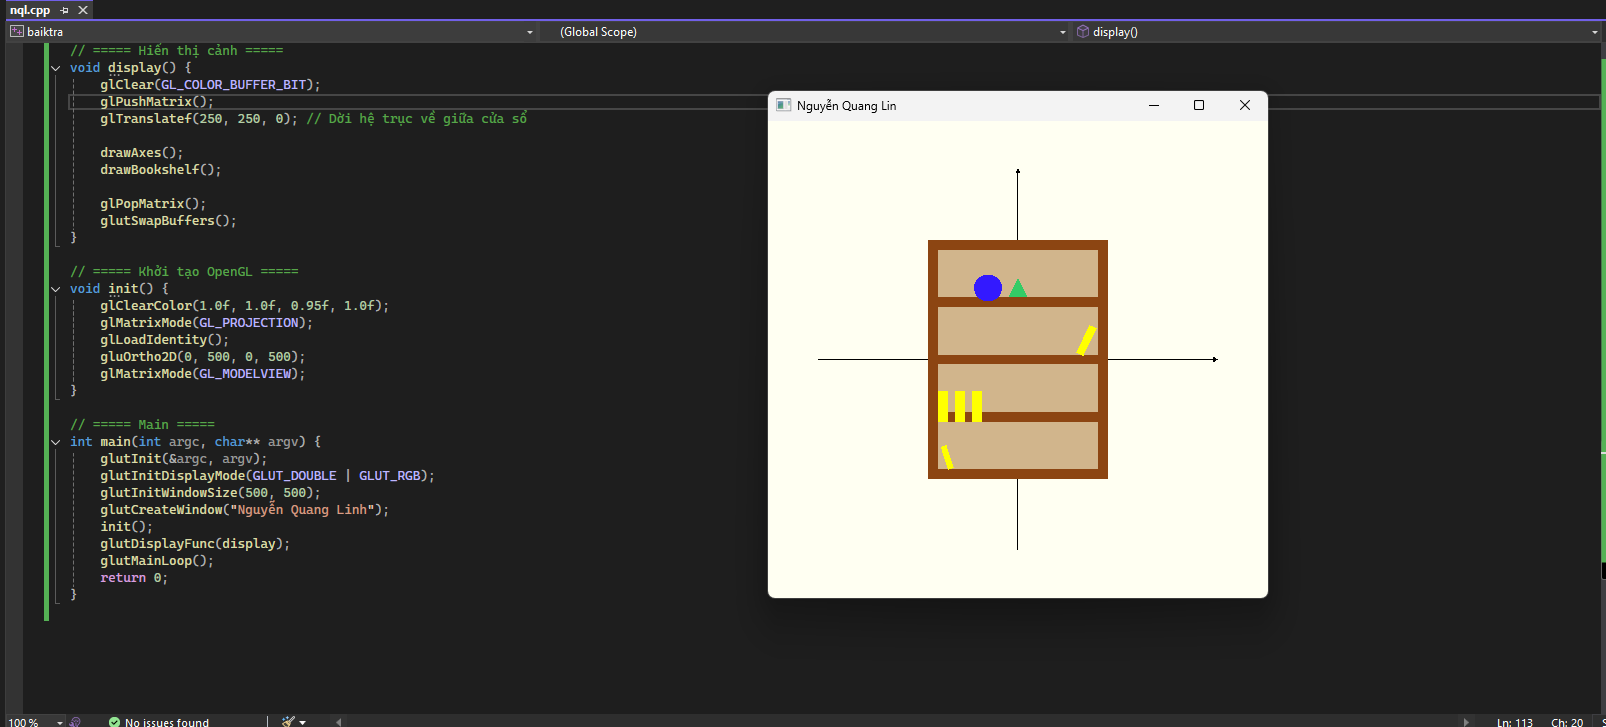 nql.cpp
baiktra
(Global Scope)
display()
// ===== Hiển thị cảnh =====
void display() {
glClear(GL_COLOR_BUFFER_BIT);
glPushMatrix();
glTranslatef(250, 250, 0); // Dời hệ trục về giữa cửa sổ
drawAxes();
drawBookshelf();
glPopMatrix();
glutSwapBuffers();
}
// ===== Khởi tạo OpenGL =====
void init() {
glClearColor(1.0f, 1.0f, 0.95f, 1.0f);
glMatrixMode(GL_PROJECTION);
glLoadIdentity();
gluOrtho2D(0, 500, 0, 500);
glMatrixMode(GL_MODELVIEW);
}
// ===== Main =====
int main(int argc, char** argv) {
glutInit(&argc, argv);
glutInitDisplayMode(GLUT_DOUBLE | GLUT_RGB);
glutInitWindowSize(500, 500);
glutCreateWindow("Nguyễn Quang Linh");
init();
glutDisplayFunc(display);
glutMainLoop();
return 0;
}
Nguyễn Quang Lin
100 %
No issues found
Ln: 113
Ch: 20